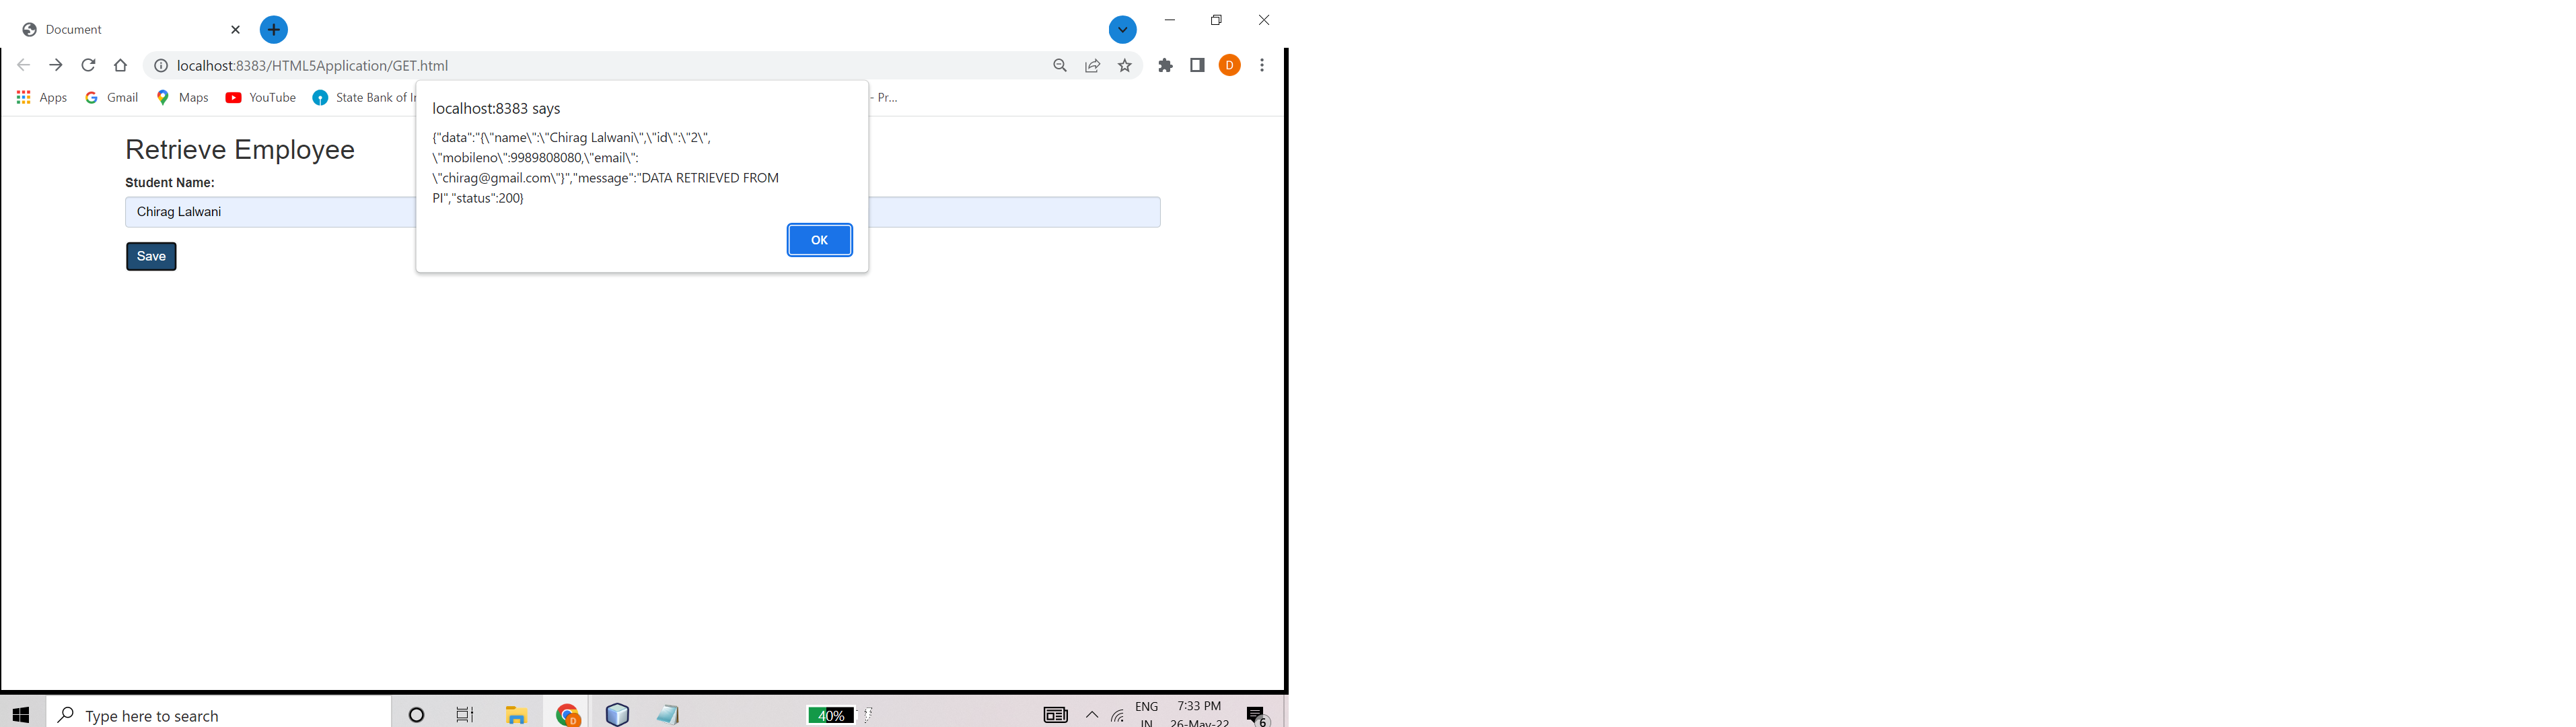 Document
localhost:8383/HTML5Application/GET.html
D
Apps Gmail Maps YouTube State Bank of - Pr...
localhost:8383 says
{"data":"{\"name\":\"Chirag Lalwani\",\"id\":\"2\",
\"mobileno\":9989808080,\"email\":
\"chirag@gmail.com\"}","message":"DATA RETRIEVED FROM
PI","status":200}
OK
Retrieve Employee
Student Name:
Chirag Lalwani
Save
Type here to search
D
40%
ENG
IN
7:33 PM
26-May-22
6